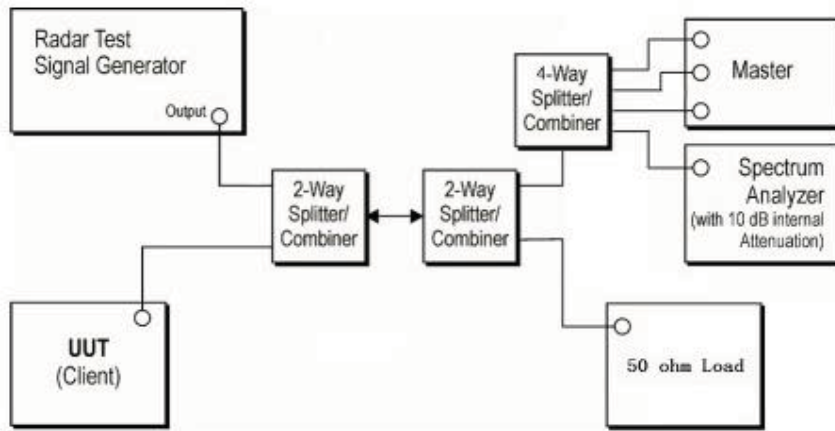 Radar Test
Signal Generator
Output
4-Way
Splitter/
Combiner
Master
Spectrum
Analyzer
(with 10 dB internal
Attenuation)
2-Way
Splitter/
Combiner
2-Way
Splitter/
Combiner
UUT
(Client)
50 ohm Load